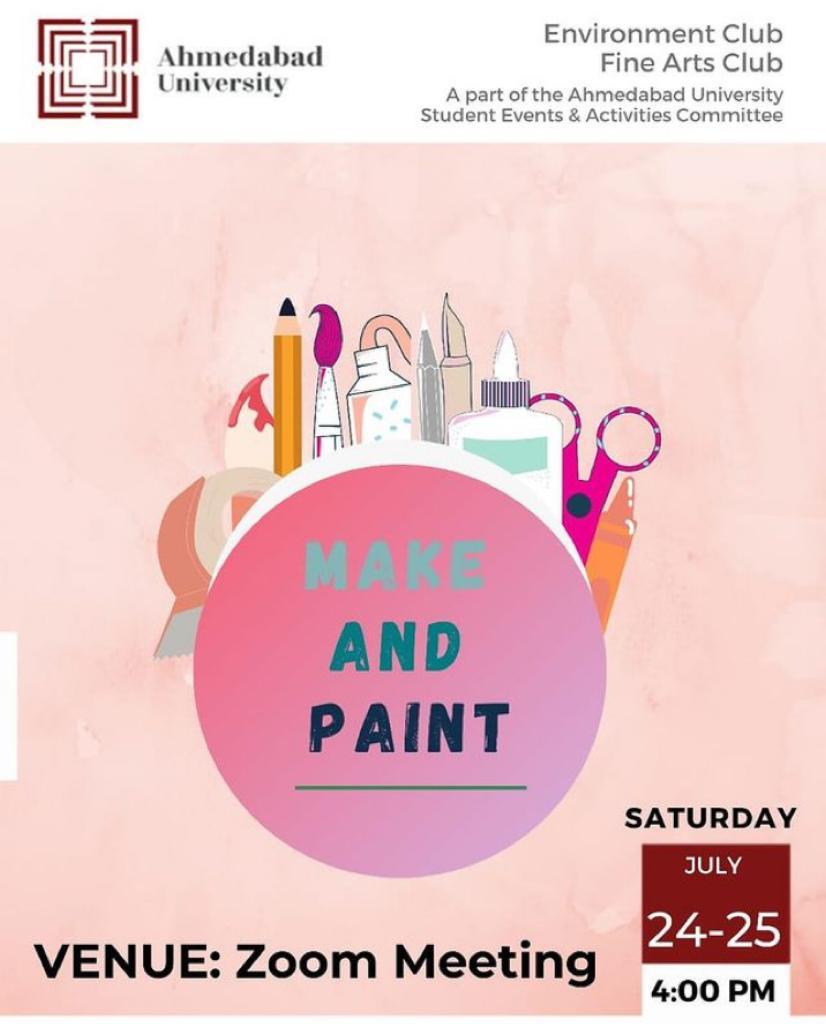 Ahmedabad
University
Environment Club
Fine Arts Club
A part of the Ahmedabad University
Student Events & Activities Committee
MAKE
AND
PAINT
SATURDAY
JULY
24-25
4:00 PM
VENUE: Zoom Meeting